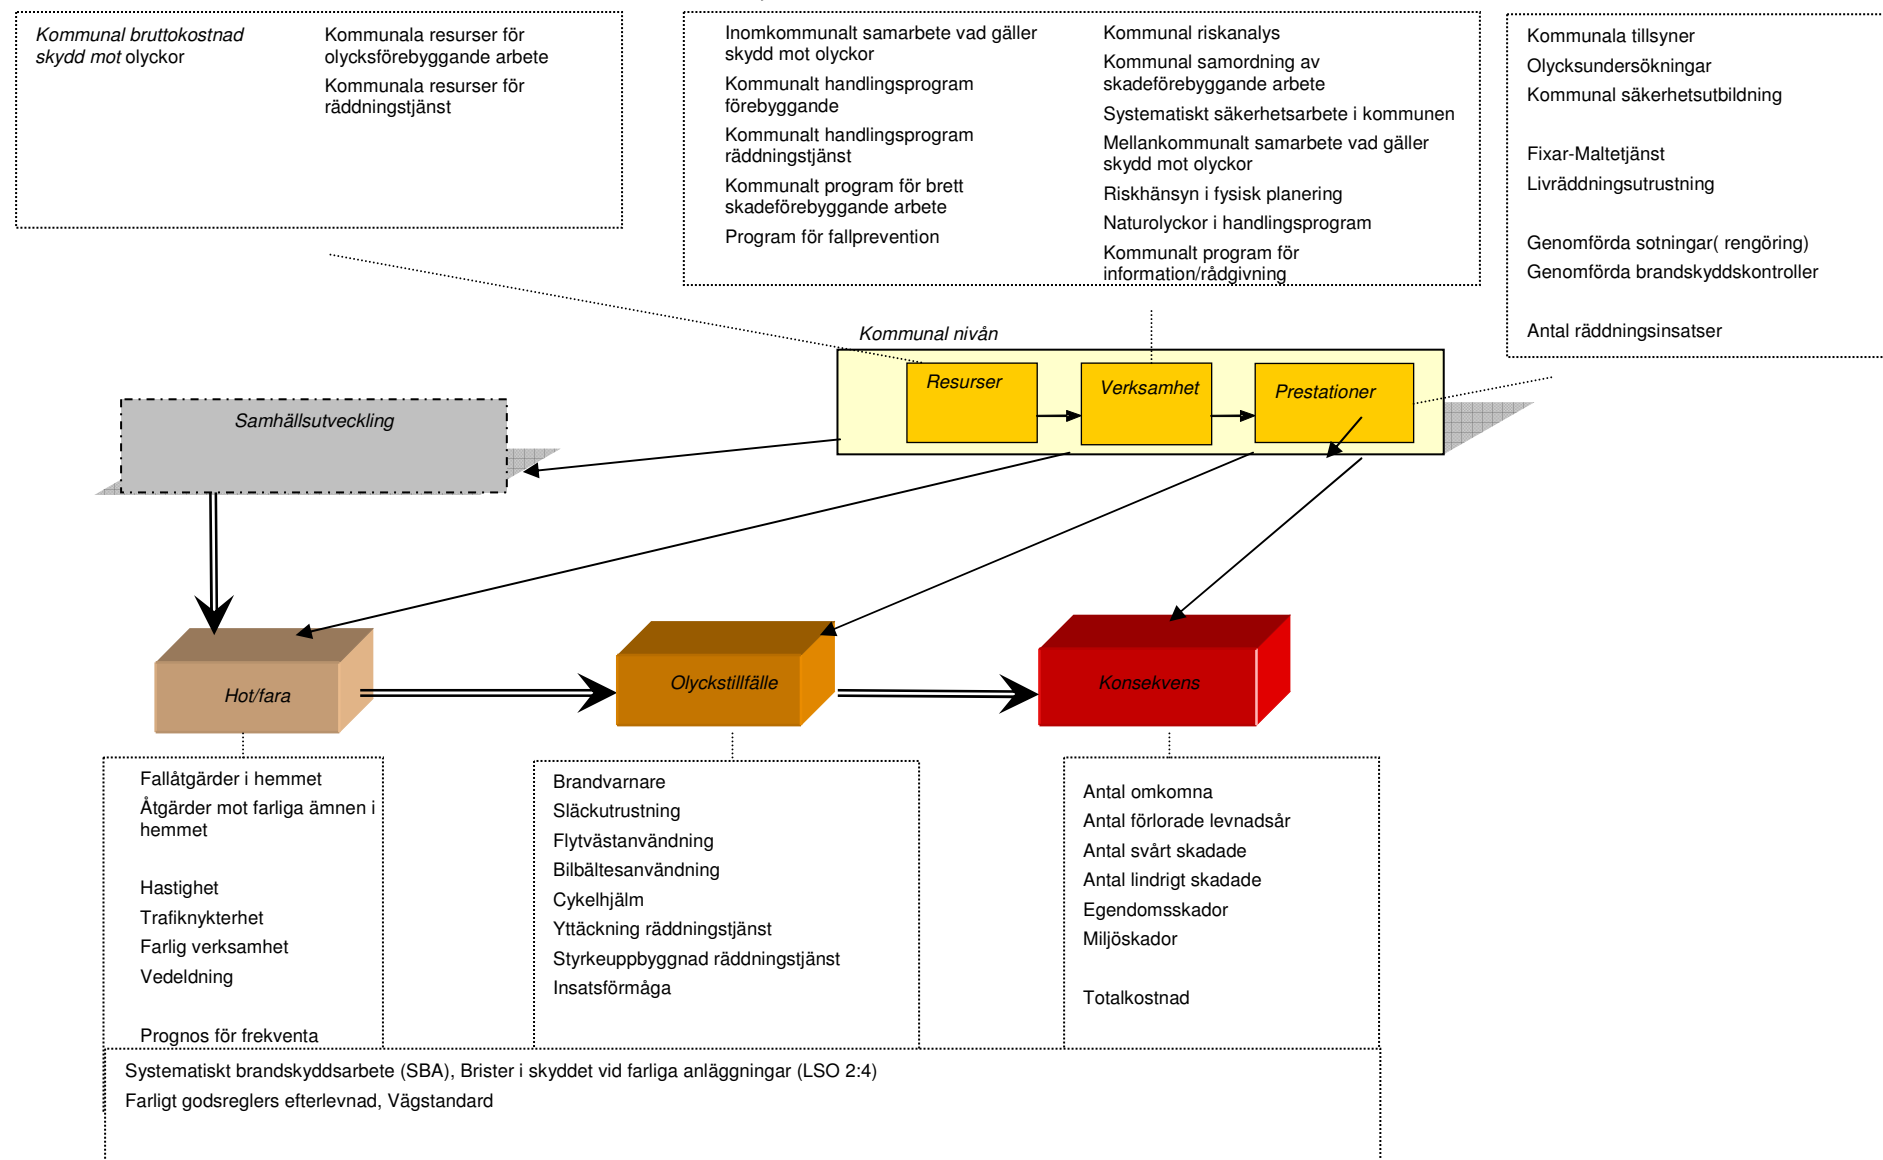 Kommunal bruttokostnad
skydd mot olyckor
Kommunala resurser för
olycksförebyggande arbete
Kommunala resurser för
räddningstjänst
Inomkommunalt samarbete vad gäller
skydd mot olyckor
Kommunalt handlingsprogram
förebyggande
Kommunalt handlingsprogram
räddningstjänst
Kommunalt program för brett
skadeförebyggande arbete
Program för fallprevention
Kommunal riskanalys
Kommunal samordning av
skadeförebyggande arbete
Systematiskt säkerhetsarbete i kommunen
Mellankommunalt samarbete vad gäller
skydd mot olyckor
Riskhänsyn i fysisk planering
Naturolyckor i handlingsprogram
Kommunalt program för
information/rådgivning
Kommunala tillsyner
Olycksundersökningar
Kommunal säkerhetsutbildning
Fixar-Maltetjänst
Livräddningsutrustning
Genomförda sotningar( rengöring)
Genomförda brandskyddskontroller
Antal räddningsinsatser
Kommunal nivån
Resurser
Verksamhet
Prestationer
Samhällsutveckling
Hot/fara
Olyckstillfälle
Konsekvens
Fallåtgärder i hemmet
Åtgärder mot farliga ämnen i
hemmet
Hastighet
Trafiknykterhet
Farlig verksamhet
Vedeldning
Prognos för frekventa
Brandvarnare
Släckutrustning
Flytvästanvändning
Bilbältesanvändning
Cykelhjälm
Yttäckning räddningstjänst
Styrkeuppbyggnad räddningstjänst
Insatsförmåga
Antal omkomna
Antal förlorade levnadsår
Antal svårt skadade
Antal lindrigt skadade
Egendomsskador
Miljöskador
Totalkostnad
Systematiskt brandskyddsarbete (SBA), Brister i skyddet vid farliga anläggningar (LSO 2:4)
Farligt godsreglers efterlevnad, Vägstandard